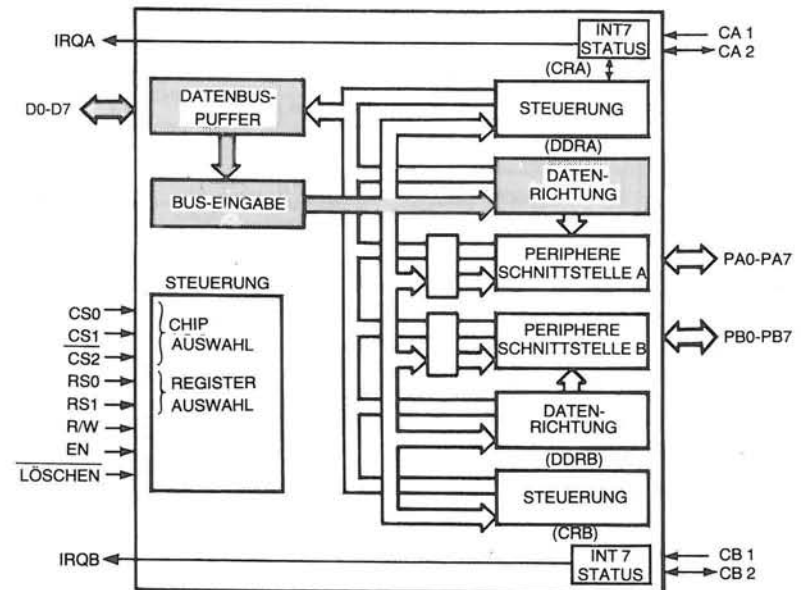 IRQA
INT7
STATUS
CA 1
CA 2
(CRA)
D0-D7
DATENBUS-
PUFFER
STEUERUNG
(DDRA)
BUS-EINGABE
DATEN-
RICHTUNG
PERIPHERE
SCHNITTSTELLE A
PA0-PA7
STEUERUNG
CS0
CS1
CS2
RS0
RS1
R/W
EN
LÖSCHEN
CHIP
AUSWAHL
REGISTER
AUSWAHL
PERIPHERE
SCHNITTSTELLE B
PB0-PB7
DATEN-
RICHTUNG
(DDRB)
STEUERUNG
(CRB)
IRQB
INT 7
STATUS
CB 1
CB 2